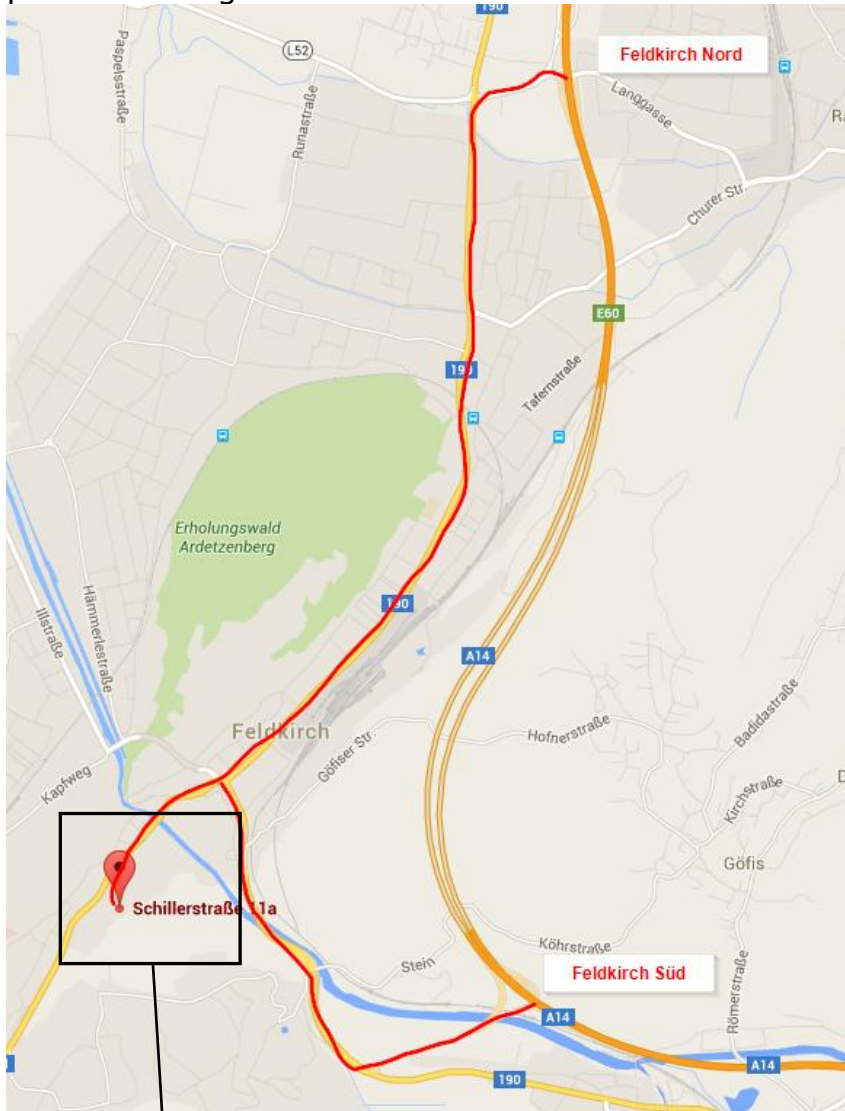 190
L52
Paspelsstraße
Runastraße
Feldkirch Nord
Langgasse
Churer Str.
E60
190
Tafernstraße
Erholungswald
Ardetzenberg
Illstraße
Hämmerlestraße
190
A14
Feldkirch
Göfiser Str.
Hofnerstraße
Badidastraße
Kapfweg
Kirchstraße
Göfis
Schillerstraße 11a
Köhrstraße
Stein
Feldkirch Süd
Römerstraße
A14
A14
190